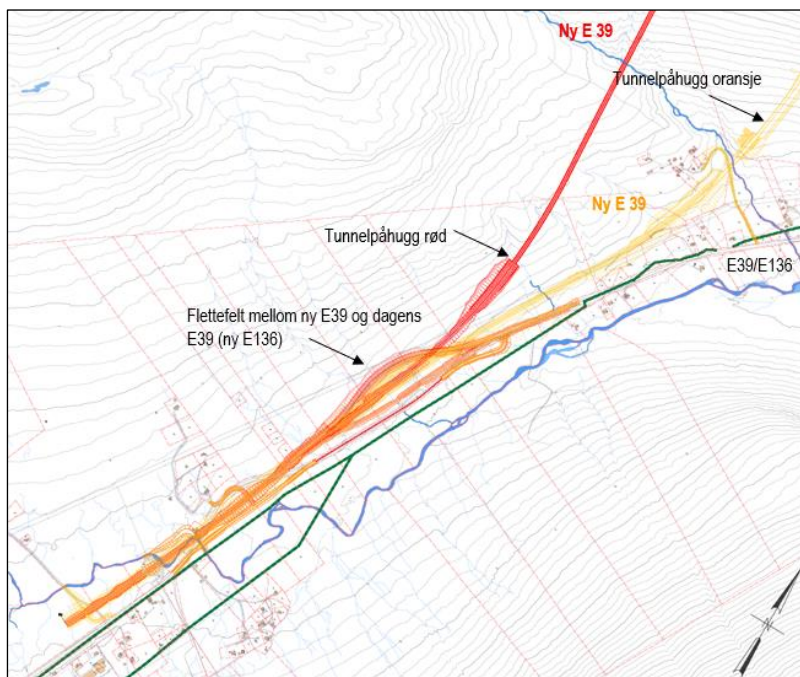 Ny E 39
Tunnelpåhugg oransje
Ny E 39
Tunnelpåhugg rød
E39/E136
Flettefelt mellom ny E39 og dagens
E39 (ny E136)
N